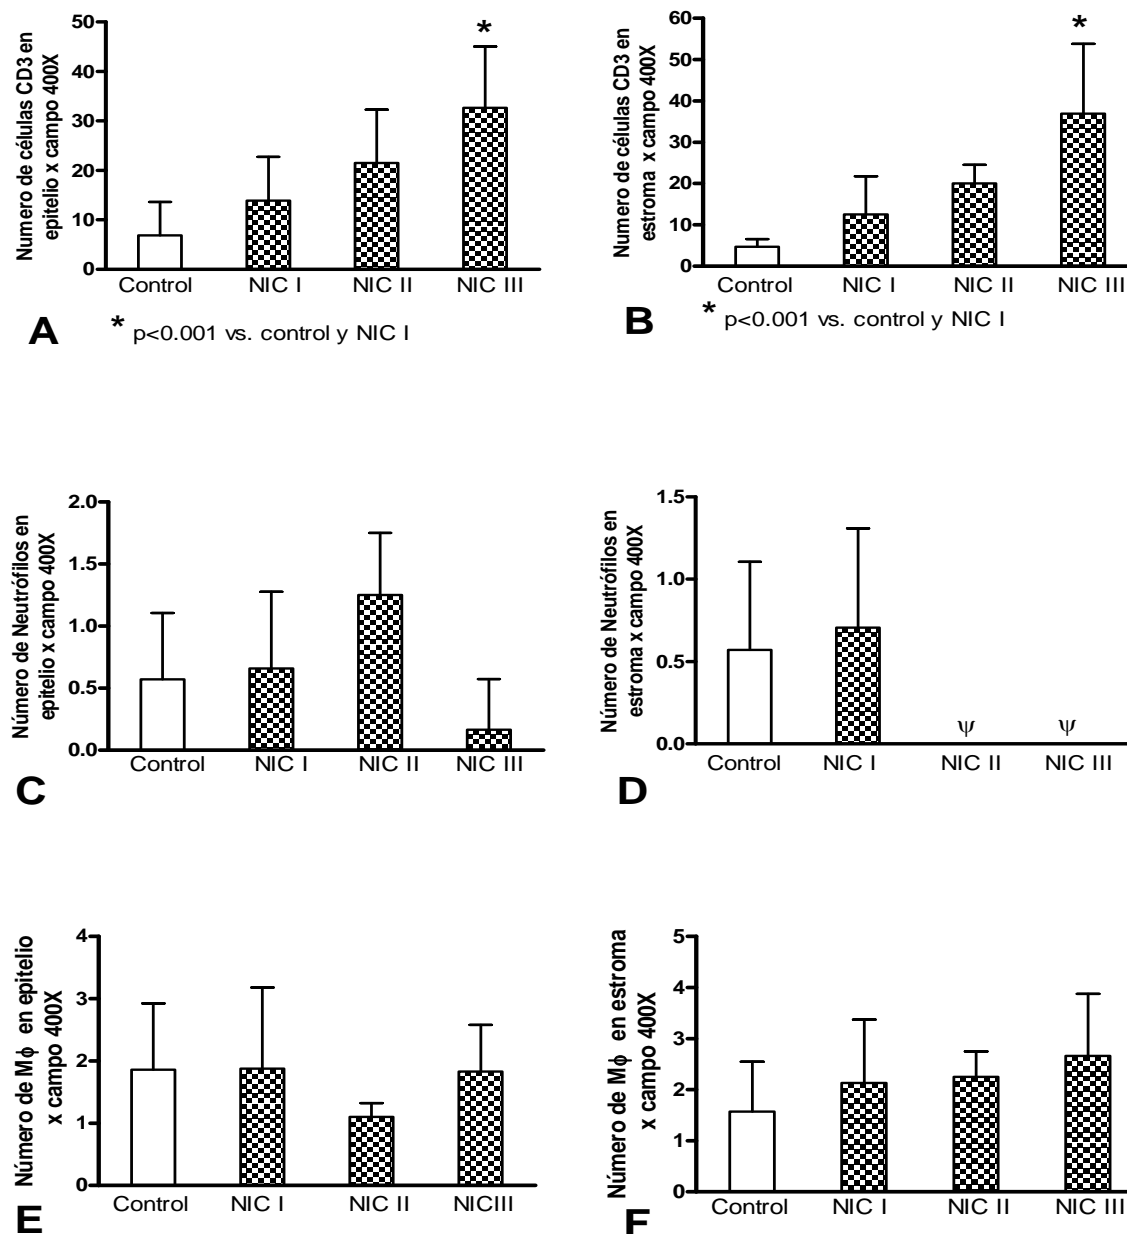 Numero de células CD3 en
epitelio x campo 400X
50
40
30
20
10
0
*
Control NIC I NIC II NIC III
A
* p<0.001 vs. control y NIC I
Número de células CD3 en
estroma x campo 400X
60
50
40
30
20
10
0
*
Control NIC I NIC II NIC III
B
* p<0.001 vs. control y NIC I
Número de Neutrófilos en
epitelio x campo 400X
2.0
1.5
1.0
0.5
0.0
Control NIC I NIC II NIC III
C
Número de Neutrófilos en
estroma x campo 400X
1.5
1.0
0.5
0.0
ψ ψ
Control NIC I NIC II NIC III
D
Número de Mϕ en epitelio
x campo 400X
4
3
2
1
0
Control NIC I NIC II NICIII
E
Número de Mϕ en estroma
x campo 400X
5
4
3
2
1
0
Control NIC I NIC II NIC III
F